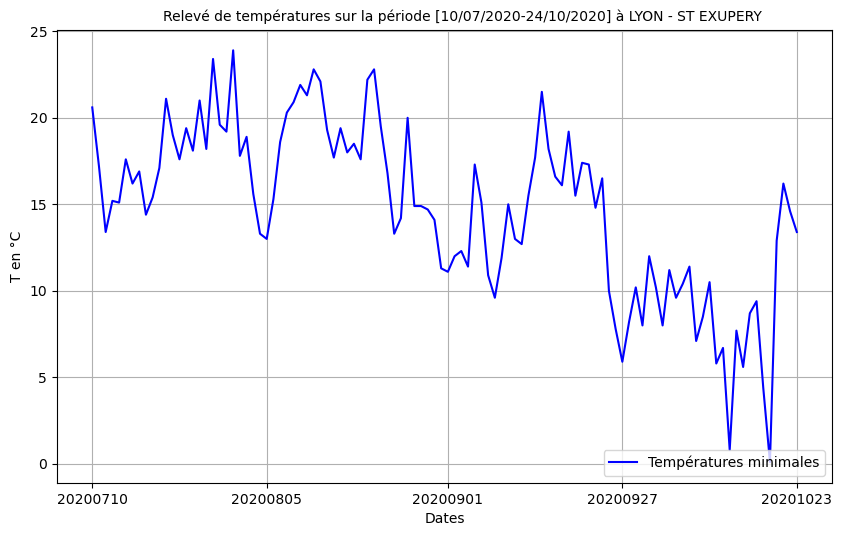 Relevé de températures sur la période [10/07/2020-24/10/2020] à LYON - ST EXUPERY
25
20
15
10
5
0
T en °C
Températures minimales
20200710 20200805 20200901 20200927 20201023
Dates